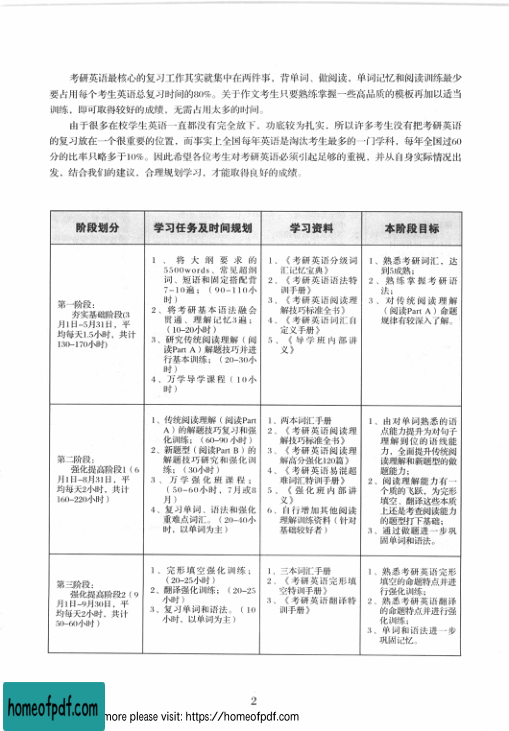 考研英语最核心的复习工作其实就集中在两件事，背单词、做阅读，单词记忆和阅读训练最少
要占用每个考生英语总复习时间的80%。关于作文考生只要熟练掌握一些高品质的模板再加以适当
训练，即可取得较好的成绩，无需占用太多的时间。
由于很多在校学生英语一直都没有完全放下，功底较为扎实，所以许多考生没有把考研英语
的复习放在一个很重要的位置，而事实上全国每年英语是淘汰考生最多的一门学科，每年全国过60
分的比率只略多于10%。因此希望各位考生对考研英语必须引起足够的重视，并从自身实际情况出
发，结合我们的建议，合理规划学习，才能取得良好的成绩。
阶段划分
学习任务及时间规划
学习资料
本阶段目标
第一阶段：
夯实基础阶段(3
月1日-5月31日，平
均每天1.5小时，共计
130-170小时)
1、将大纲要求的
5500words，常见超纲
词、短语和固定搭配背
7-10遍；（90-110小
时）
2、将考研基本语法融会
贯通，理解记忆3遍；
（10-20小时）
3、研究传统阅读理解（阅
读Part A）解题技巧并进
行基本训练；（20-30小
时）
4、万学导学课程（10小
时）
1、《考研英语分级词
汇记忆宝典》
2、《考研英语语法特
训手册》
3、《考研英语阅读理
解技巧标准全书》
4、《考研英语词汇自
定义手册》
5、《导学班内部讲
义》
1、熟悉考研词汇，达
到5成熟；
2、熟练掌握考研语
法；
3、对传统阅读理解
（阅读Part A）命题
规律有较深入了解。
第二阶段：
强化提高阶段1（6
月1日-8月31日，平
均每天2小时，共计
160-220小时）
1、传统阅读理解（阅读Part
A）的解题技巧复习和强
化训练；（60-90小时）
2、新题型（阅读Part B）的
解题技巧研究和强化训
练；（30小时）
3、万学强化班课程；
（50-60小时，7月或8
月）
4、复习单词、语法和强化
重难点词汇。（20-40小
时，以单词为主）
1、两本词汇手册
2、《考研英语阅读理
解技巧标准全书》
3、《考研英语阅读理
解高分强化120篇》
4、《考研英语易混超
难词汇特训手册》
5、《强化班内部讲
义》
6、自行增加其他阅读
理解训练资料（针对
基础较好者）
1、由对单词熟悉的语
点能力提升为对句子
理解到位的语线能
力，全面提升传统阅
读理解和新题型的做
题能力；
2、阅读理解能力有一
个质的飞跃，为完形
填空、翻译这些本质
上还是考查阅读能力
的题型打下基础；
3、通过做题进一步巩
固单词和语法。
第三阶段：
强化提高阶段2（9
月1日-9月30日，平
均每天2小时，共计
50-60小时）
1、完形填空强化训练；
（20-25小时）
2、翻译强化训练；（20-25
小时）
3、复习单词和语法。（10
小时，以单词为主）
1、三本词汇手册
2、《考研英语完形填
空特训手册》
3、《考研英语翻译特
训手册》
1、熟悉考研英语完形
填空的命题特点并进
行强化训练；
2、熟悉考研英语翻译
的命题特点并进行强
化训练；
3、单词和语法进一步
巩固记忆。
2
homeofpdf.com
more please visit: https://homeofpdf.com